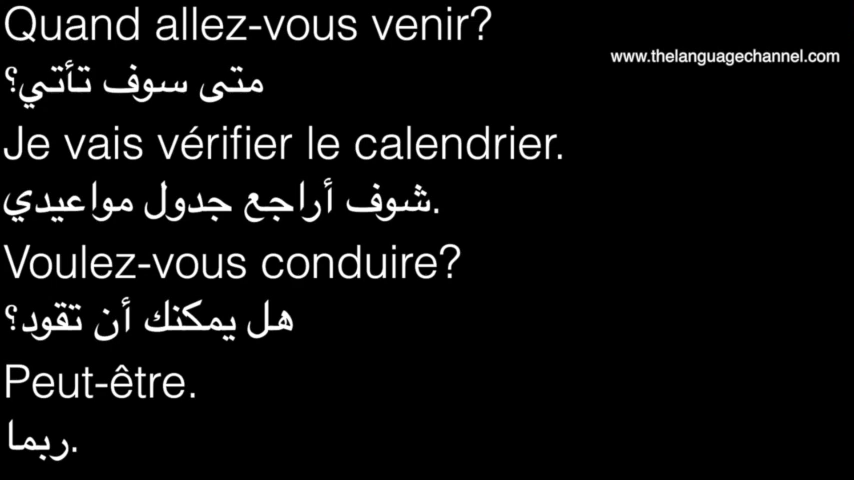 Quand allez-vous venir?
www.thelanguagechannel.com
متى سوف تأتي؟
Je vais vérifier le calendrier.
شوف أراجع جدول مواعيدي.
Voulez-vous conduire?
هل يمكنك أن تقود؟
Peut-être.
ربما.